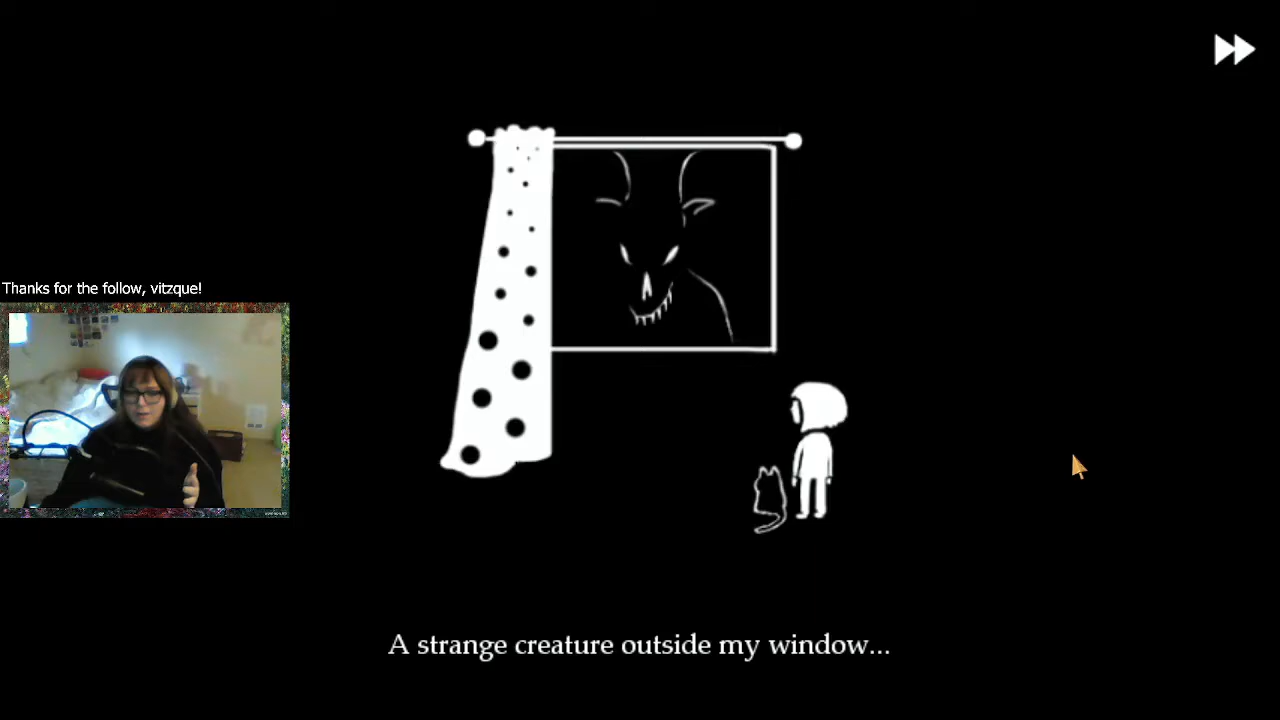 Thanks for the follow, vitzque!
A strange creature outside my window...